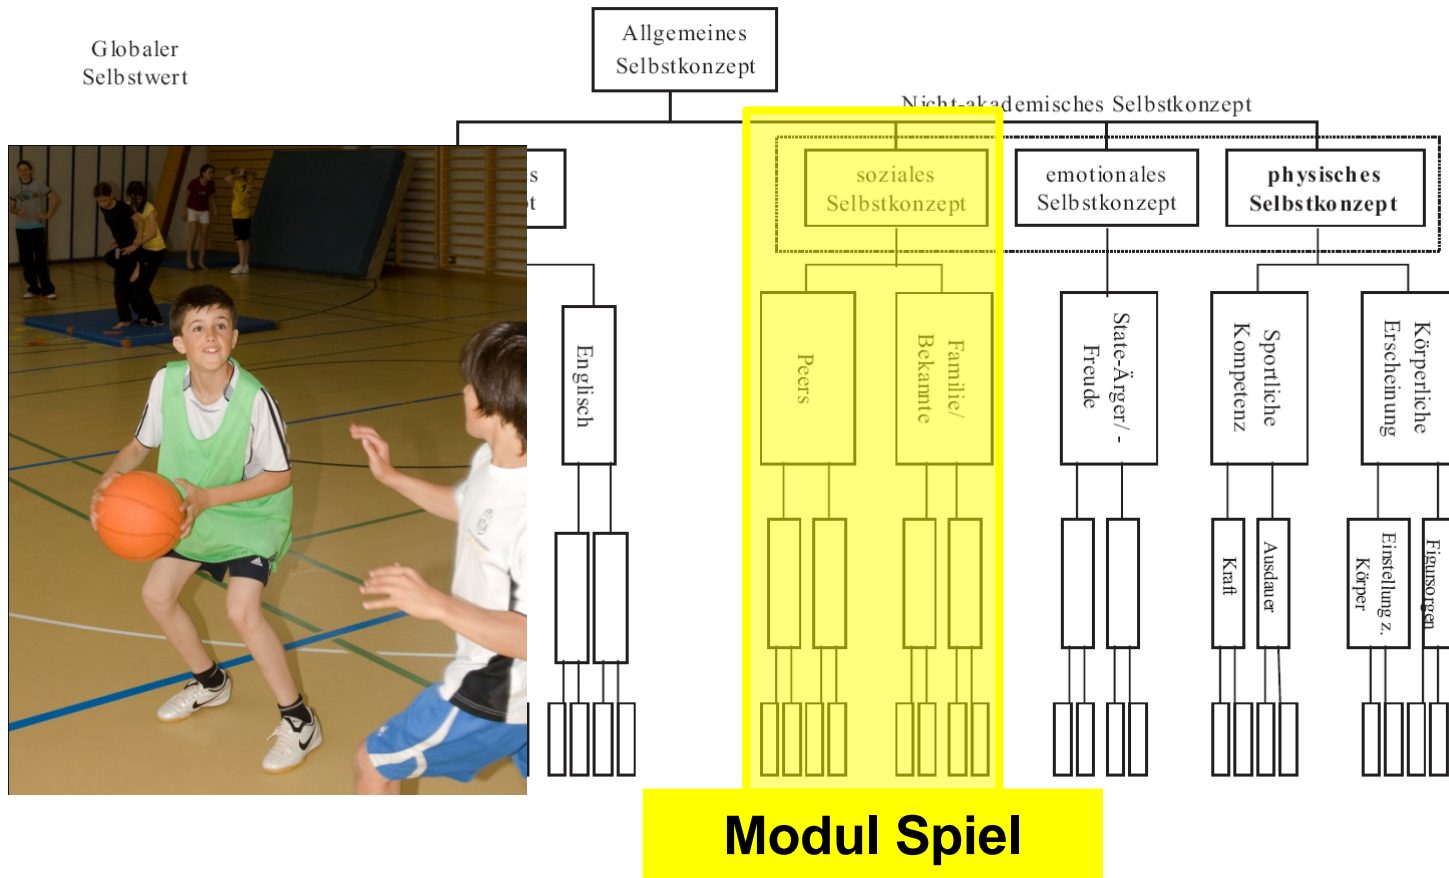 Globaler
Selbstwert
Allgemeines
Selbstkonzept
Nicht-akademisches Selbstkonzept
soziales
Selbstkonzept
emotionales
Selbstkonzept
physisches
Selbstkonzept
Englisch
Peers
Familie/
Bekannte
State-Ärger/ -
Freude
Sportliche
Kompetenz
Körperliche
Erscheinung
Kraft
Ausdauer
Einstellung z.
Körper
Figursorgen
Modul Spiel